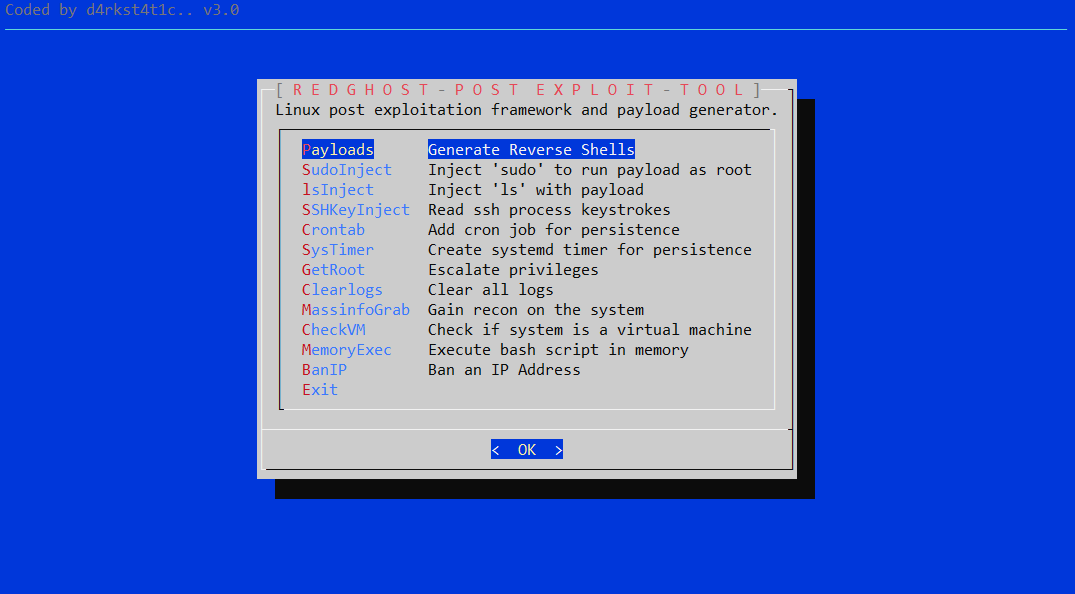 Coded by d4rkst4t1c.. v3.0
[ R E D G H O S T - P O S T  E X P L O I T - T O O L ]
Linux post exploitation framework and payload generator.
Payloads Generate Reverse Shells
SudoInject Inject 'sudo' to run payload as root
lsInject Inject 'ls' with payload
SSHKeyInject Read ssh process keystrokes
Crontab Add cron job for persistence
SysTimer Create systemd timer for persistence
GetRoot Escalate privileges
Clearlogs Clear all logs
MassinfoGrab Gain recon on the system
CheckVM Check if system is a virtual machine
MemoryExec Execute bash script in memory
BanIP Ban an IP Address
Exit
< OK >